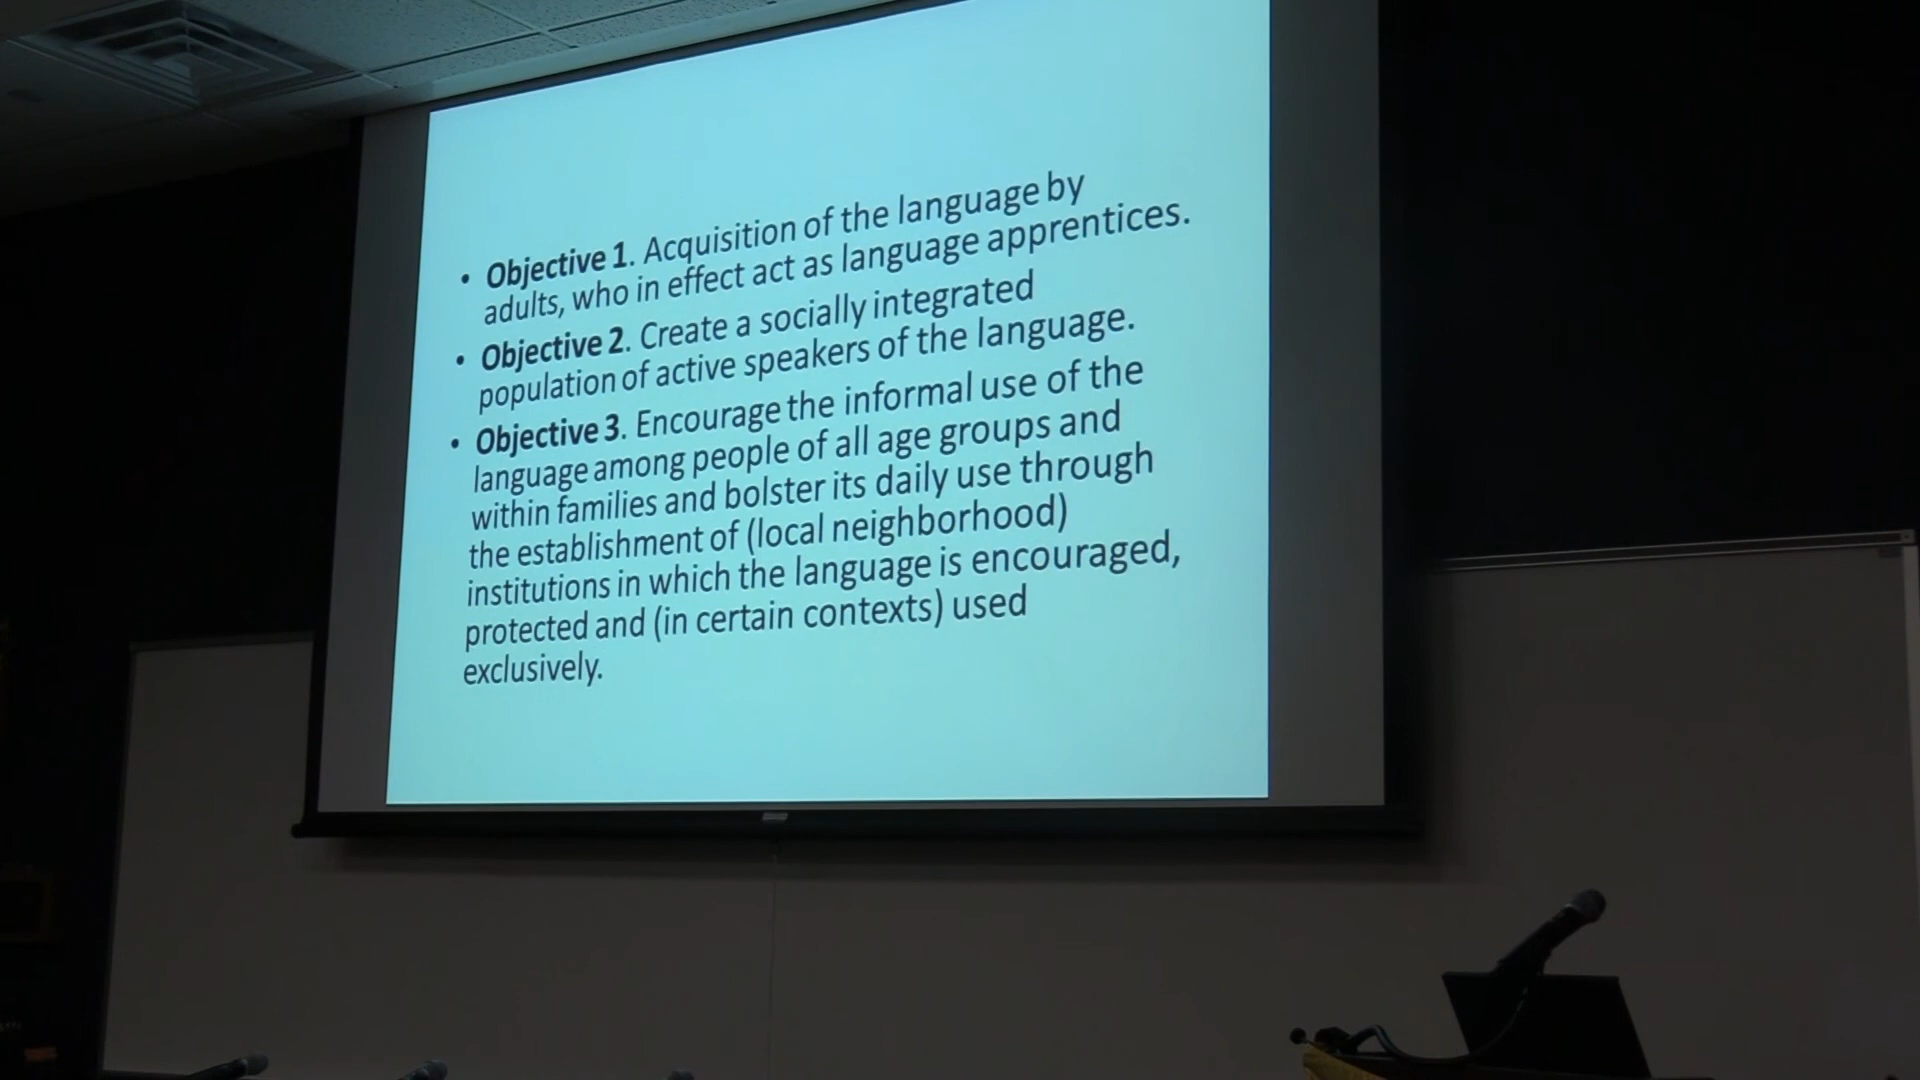 • Objective 1. Acquisition of the language by
adults, who in effect act as language apprentices.
• Objective 2. Create a socially integrated
population of active speakers of the language.
• Objective 3. Encourage the informal use of the
language among people of all age groups and
within families and bolster its daily use through
the establishment of (local neighborhood)
institutions in which the language is encouraged,
protected and (in certain contexts) used
exclusively.